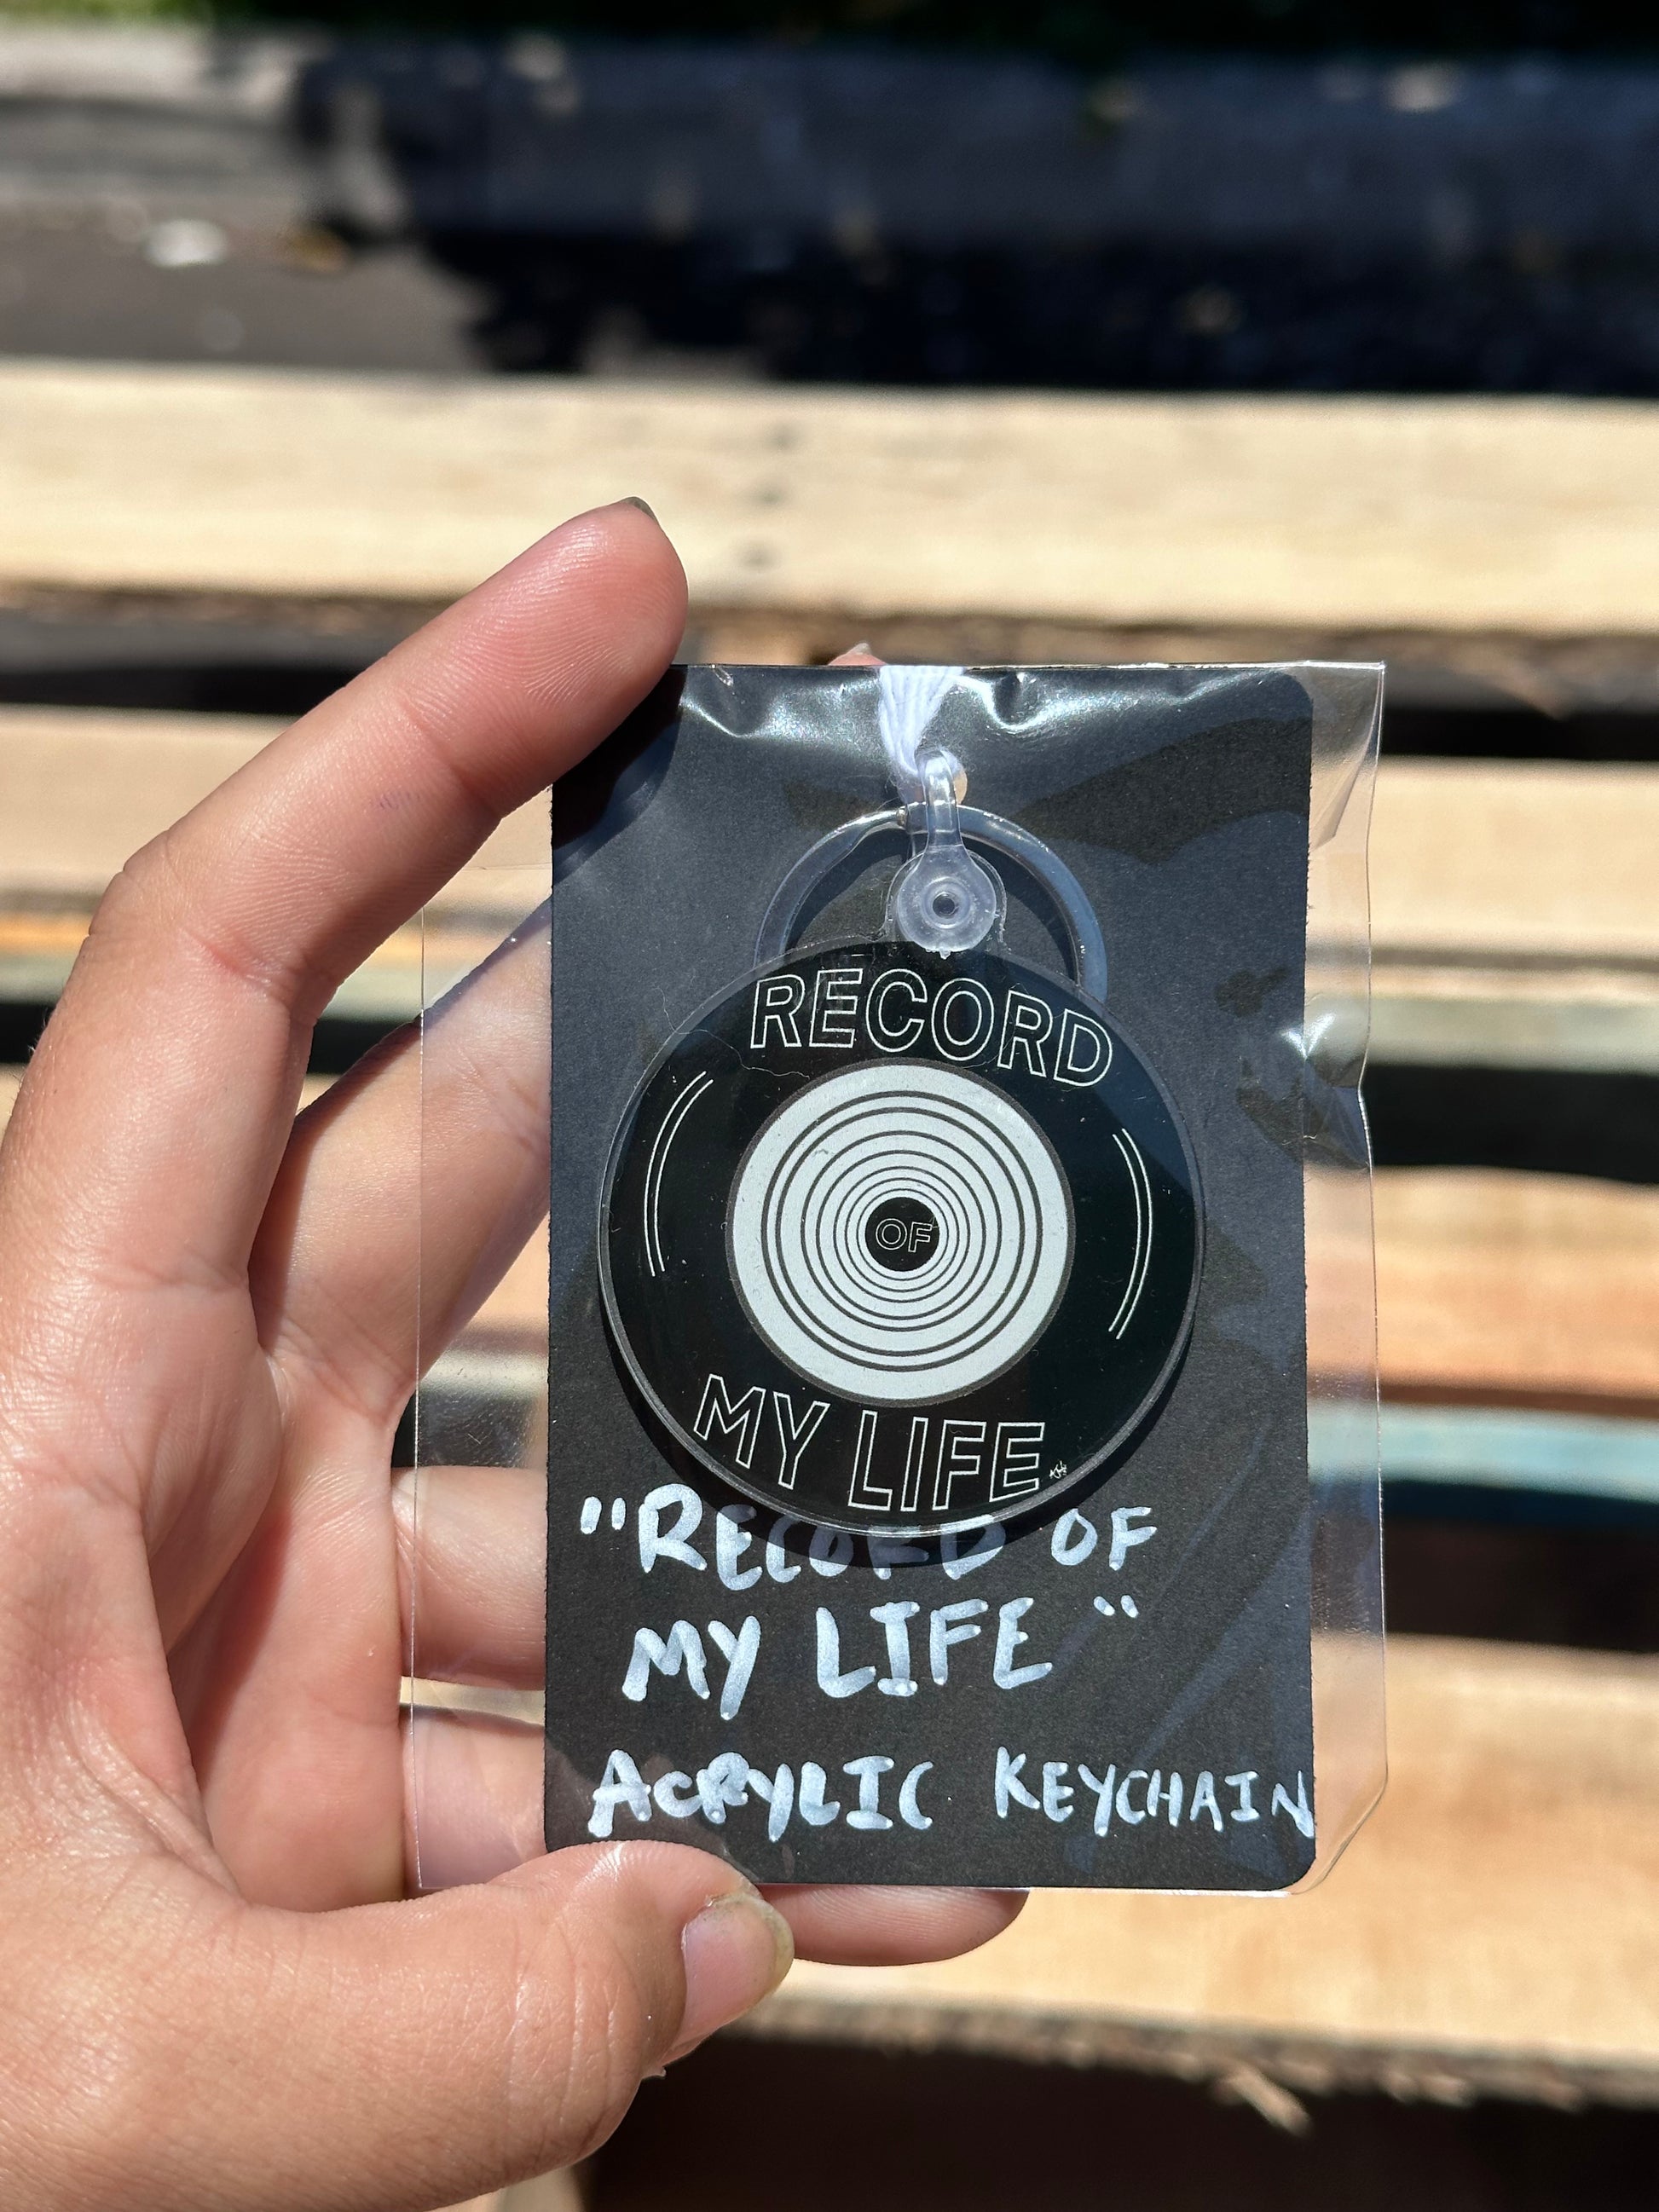 RECORD
OF
MY LIFE
"RECORD OF
MY LIFE"
ACRYLIC KEYCHAIN